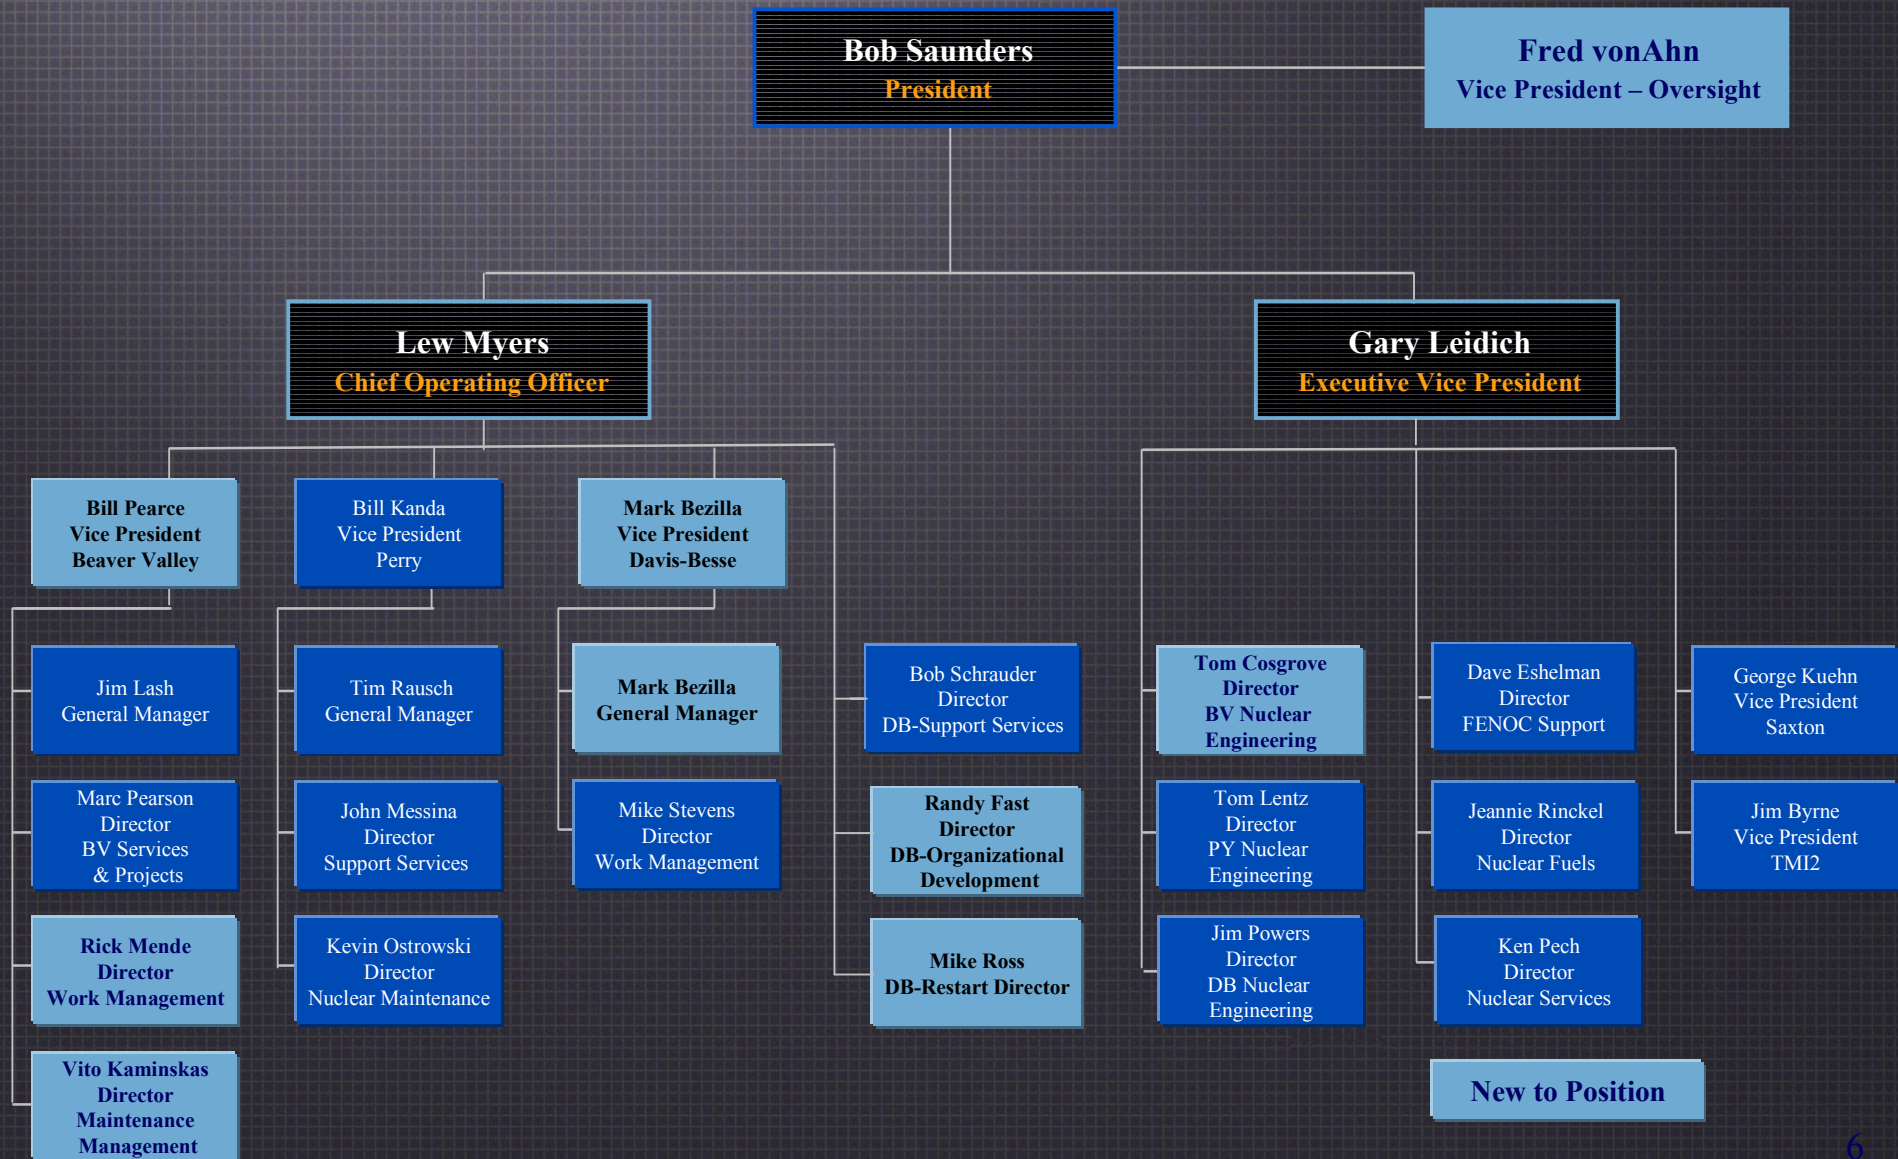 Bob Saunders
President
Fred vonAhn
Vice President – Oversight
Lew Myers
Chief Operating Officer
Gary Leidich
Executive Vice President
Bill Pearce
Vice President
Beaver Valley
Bill Kanda
Vice President
Perry
Mark Bezilla
Vice President
Davis-Besse
Jim Lash
General Manager
Tim Rausch
General Manager
Mark Bezilla
General Manager
Bob Schrauder
Director
DB-Support Services
Tom Cosgrove
Director
BV Nuclear
Engineering
Dave Eshelman
Director
FENOC Support
George Kuehn
Vice President
Saxton
Marc Pearson
Director
BV Services
& Projects
John Messina
Director
Support Services
Mike Stevens
Director
Work Management
Randy Fast
Director
DB-Organizational
Development
Tom Lentz
Director
PY Nuclear
Engineering
Jeannie Rinckel
Director
Nuclear Fuels
Jim Byrne
Vice President
TMI2
Rick Mende
Director
Work Management
Kevin Ostrowski
Director
Nuclear Maintenance
Mike Ross
DB-Restart Director
Jim Powers
Director
DB Nuclear
Engineering
Ken Pech
Director
Nuclear Services
Vito Kaminskas
Director
Maintenance
Management
New to Position
6